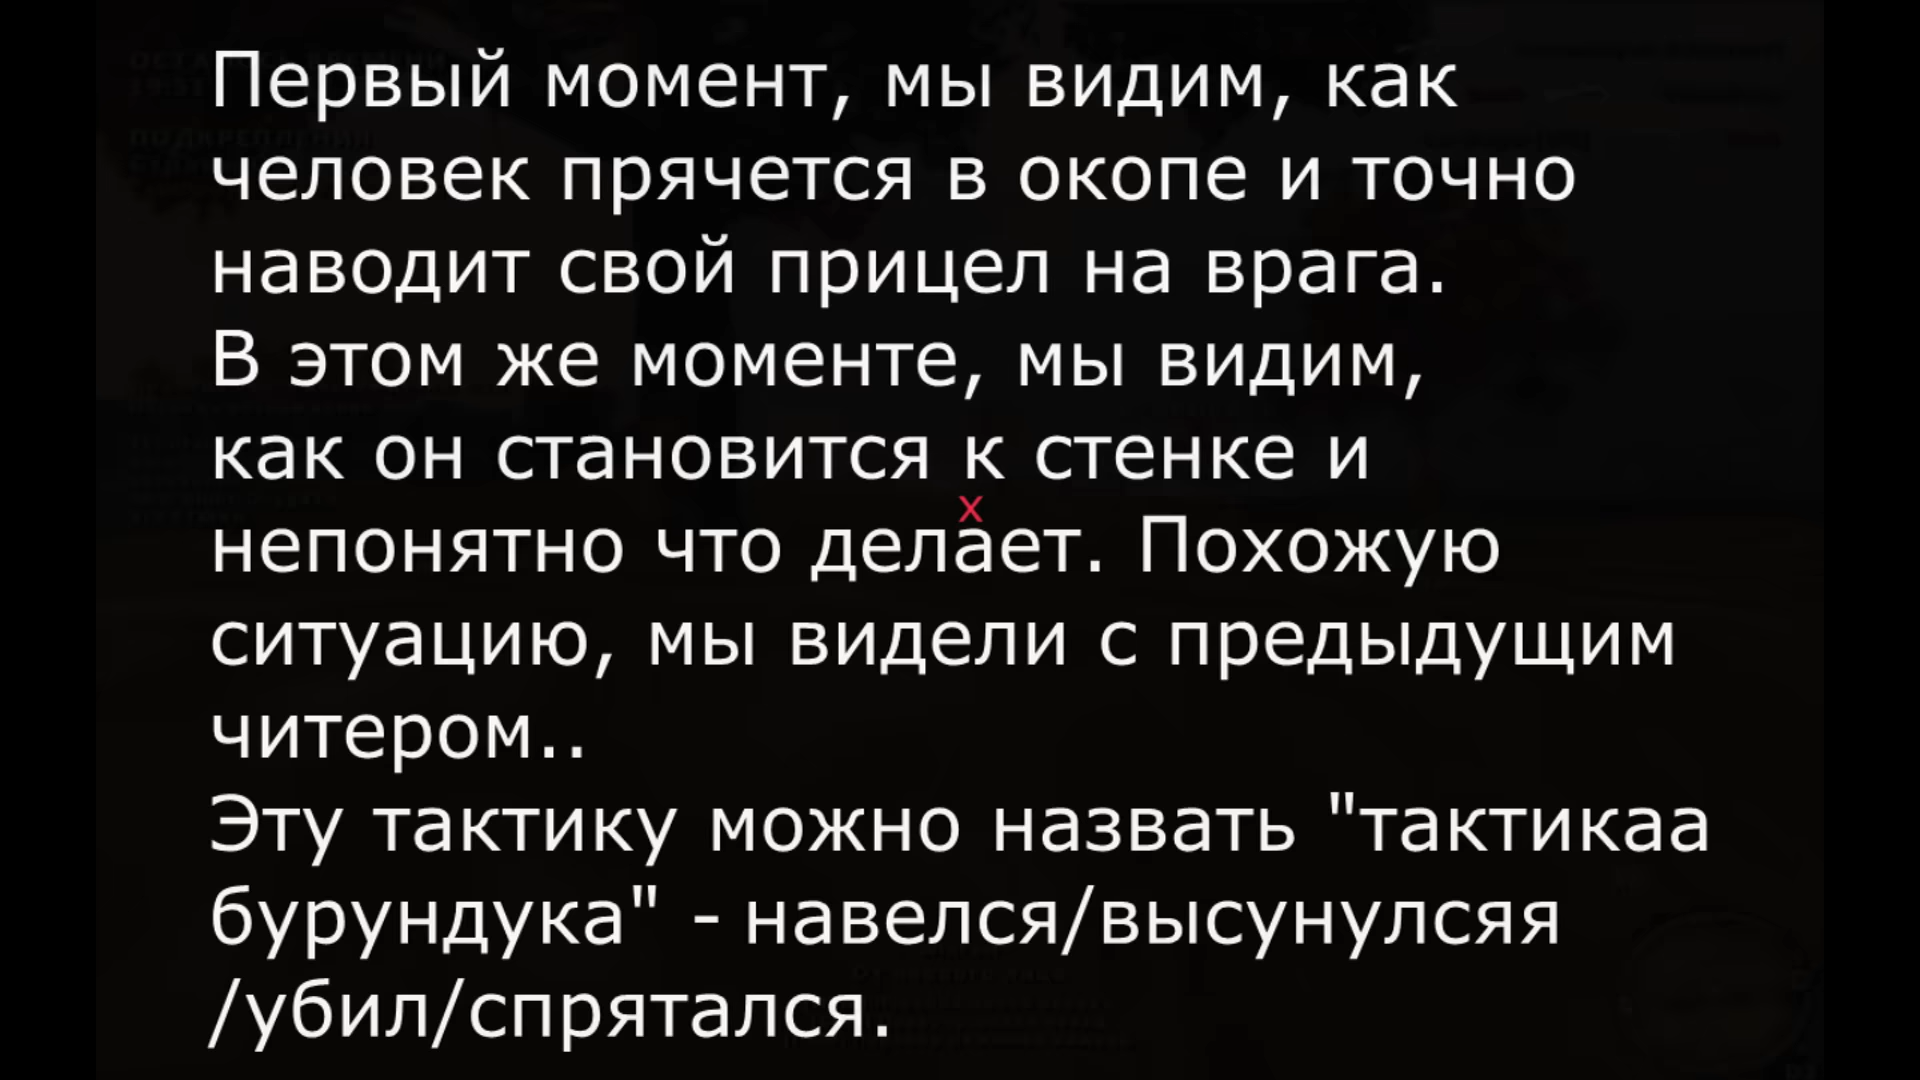 Первый момент, мы видим, как
человек прячется в окопе и точно
наводит свой прицел на врага.
В этом же моменте, мы видим,
как он становится к стенке и
x
непонятно что делает. Похожую
ситуацию, мы видели с предыдущим
читером..
Эту тактику можно назвать "тактикаа
бурундука" - навелся/высунулсяя
/убил/спрятался.